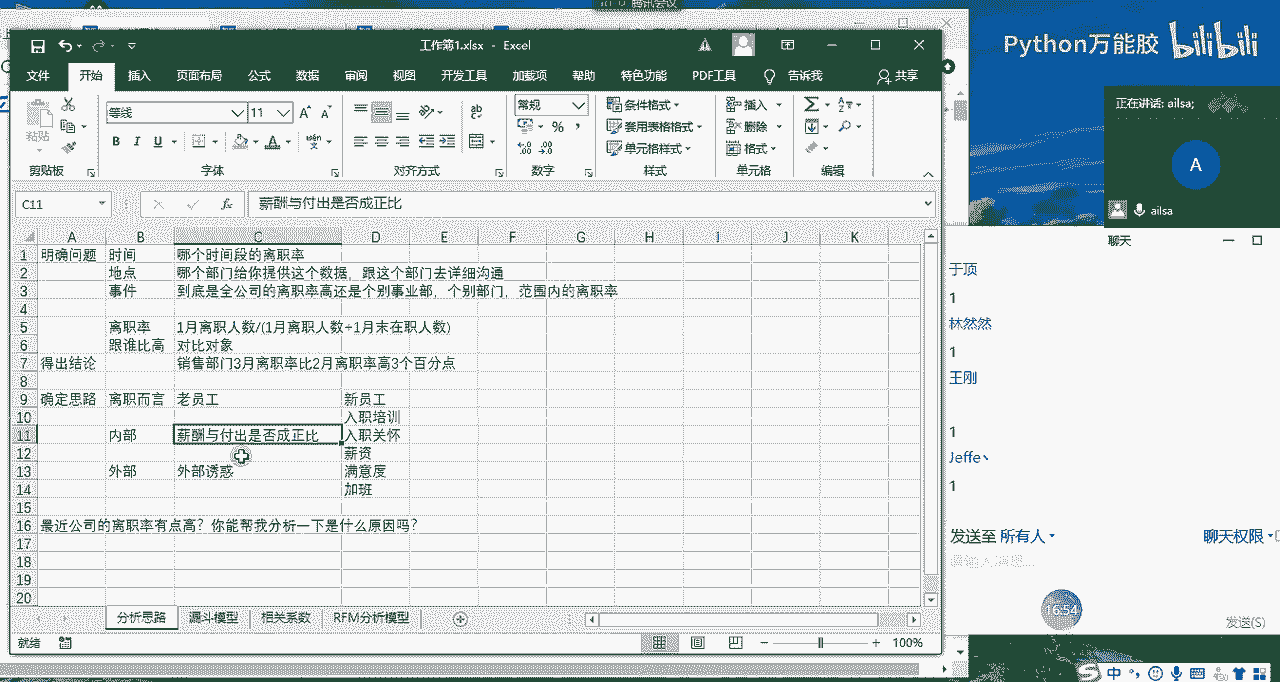 腾讯会议
工作簿1.xlsx - Excel
文件 开始 插入 页面布局 公式 数据 审阅 视图 开发工具 加载项 帮助 特色功能 PDF工具 告诉我 共享
粘贴
等线 11
B I U
常规
条件格式
套用表格格式
单元格样式
插入
删除
格式
剪贴板 字体 对齐方式 数字 样式 单元格 编辑
C11 fx 薪酬与付出是否成正比
A B C D E F G H I J K
1 明确问题 时间 哪个时间段的离职率
2 地点 哪个部门给你提供这个数据，跟这个部门去详细沟通
3 事件 到底是全公司的离职率高还是个别事业部，个别部门，范围内的离职率
4
5 离职率 1月离职人数/(1月离职人数+1月未在职人数)
6 跟谁比高 对比对象
7 得出结论 销售部门3月离职率比2月离职率高3个百分点
8
9 确定思路 离职而言 老员工 新员工
10 入职培训
11 内部 薪酬与付出是否成正比 入职关怀
12 薪资
13 外部 外部诱惑 满意度
14 加班
15
16 最近公司的离职率有点高？你能帮我分析一下是什么原因吗？
17
18
19
20
分析思路 漏斗模型 相关系数 RFM分析模型
就绪 100%
Python万能胶 bilibili
正在讲话: ailsa;
A
ailsa
聊天
于顶
1
林然然
1
王刚
1
Jeffe丶
1
发送至 所有人 聊天权限
16:54
发送(S)
中